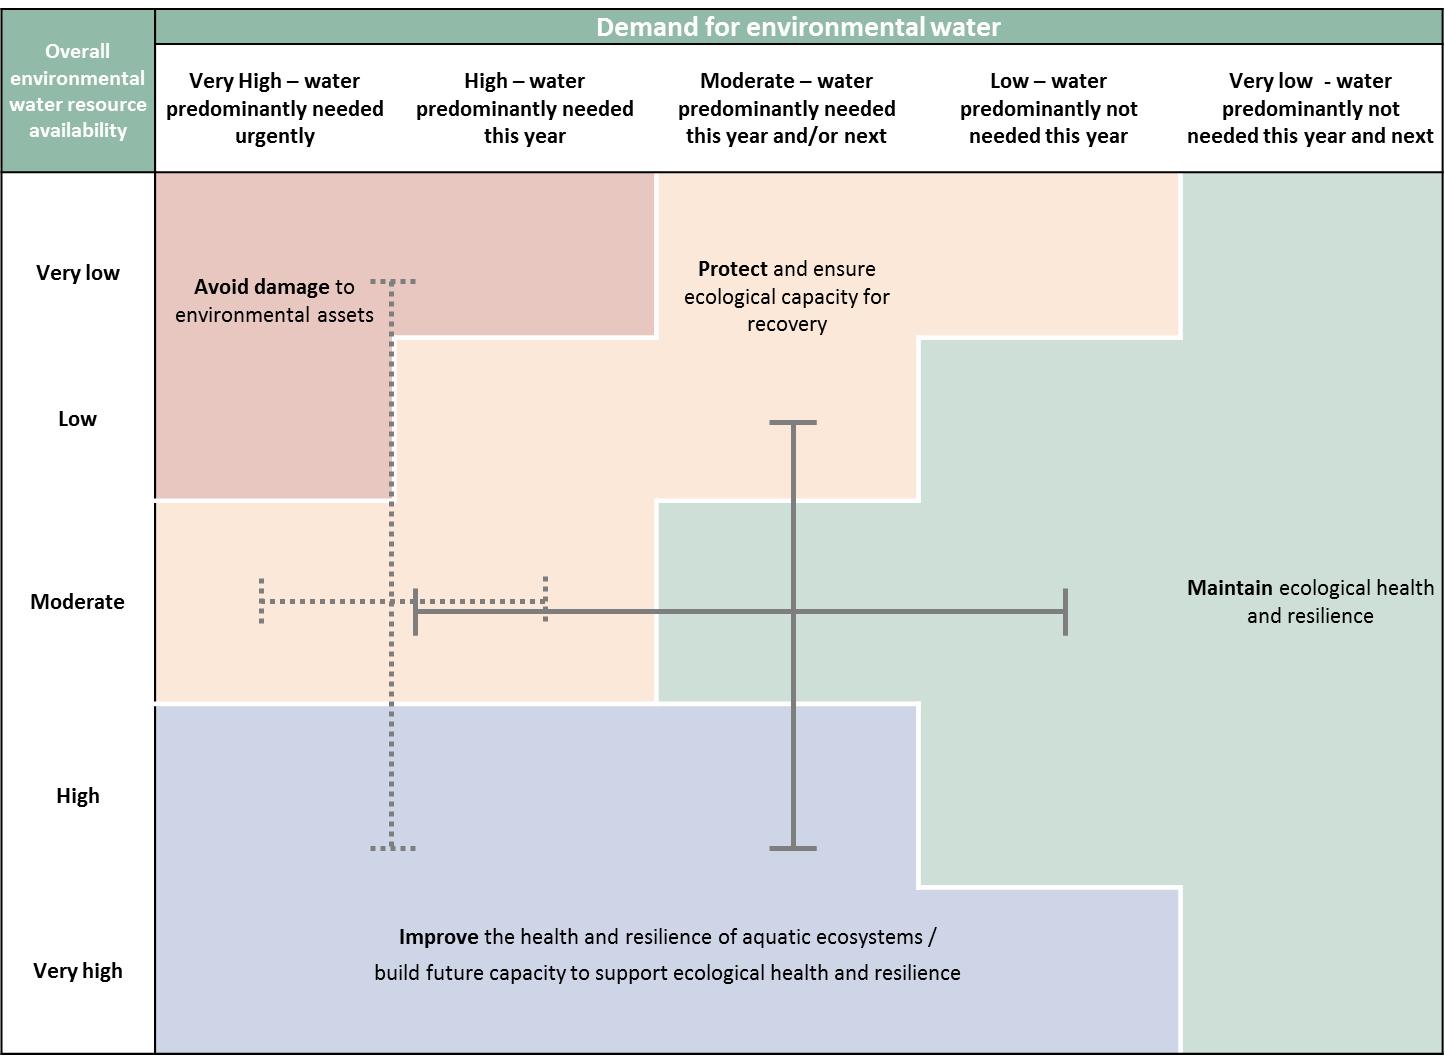 Overall
environmental
water resource
availability
Demand for environmental water
Very High – water
predominantly needed
urgently
High – water
predominantly needed
this year
Moderate – water
predominantly needed
this year and/or next
Low – water
predominantly not
needed this year
Very low - water
predominantly not
needed this year and next
Very low
Avoid damage to
environmental assets
Protect and ensure
ecological capacity for
recovery
Low
Moderate
Maintain ecological health
and resilience
High
Very high
Improve the health and resilience of aquatic ecosystems /
build future capacity to support ecological health and resilience